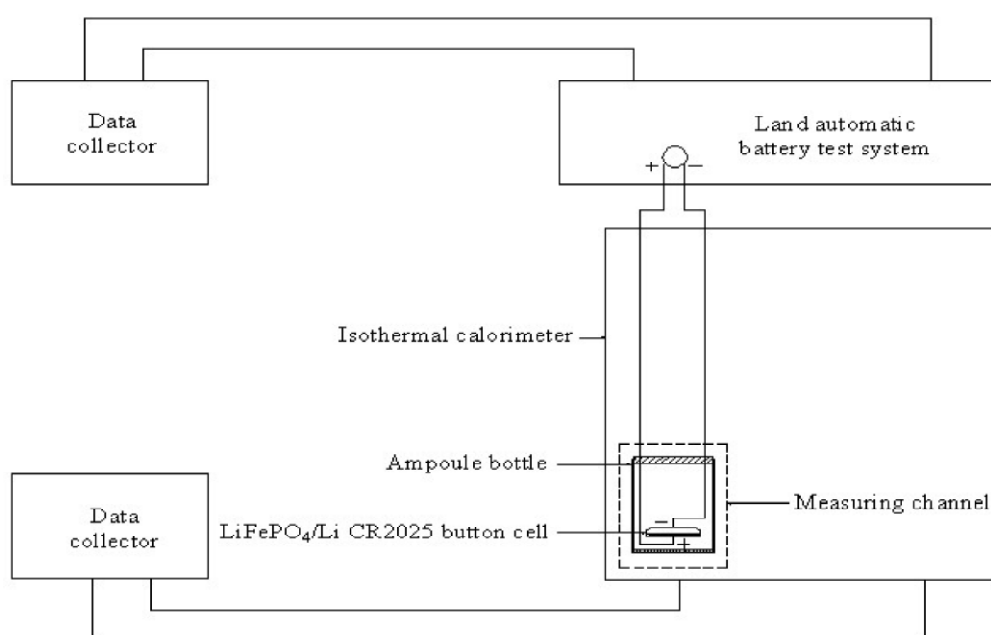 Data
collector
Land automatic
battery test system
+ −
Isothermal calorimeter
Ampoule bottle
Measuring channel
−
LiFePO₄/Li CR2025 button cell
+
Data
collector